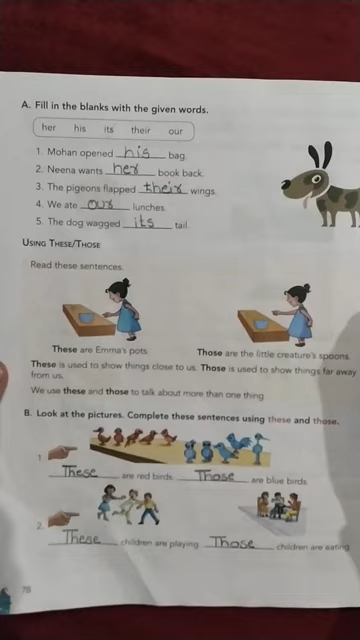 A. Fill in the blanks with the given words.
her his its their our
1. Mohan opened his bag.
2. Neena wants her book back.
3. The pigeons flapped their wings.
4. We ate our lunches.
5. The dog wagged its tail.
USING THESE/THOSE
Read these sentences.
These are Emma's pots.
Those are the little creature's spoons.
These is used to show things close to us. Those is used to show things far away
from us.
We use these and those to talk about more than one thing
B. Look at the pictures. Complete these sentences using these and those.
1.
These are red birds. Those are blue birds.
2.
These children are playing. Those children are eating
78